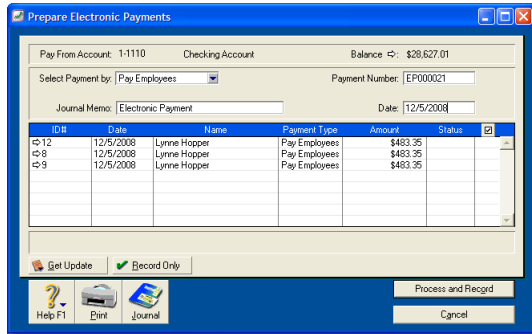 Prepare Electronic Payments
Pay From Account: 1-1110 Checking Account Balance ⇨: $28,627.01
Select Payment by: Pay Employees Payment Number: EP000021
Journal Memo: Electronic Payment Date: 12/5/2008
ID# Date Name Payment Type Amount Status
⇨12 12/5/2008 Lynne Hopper Pay Employees $483.35
⇨8 12/5/2008 Lynne Hopper Pay Employees $483.35
⇨9 12/5/2008 Lynne Hopper Pay Employees $483.35
Get Update Record Only
Process and Record
Help F1 Print Journal
Cancel